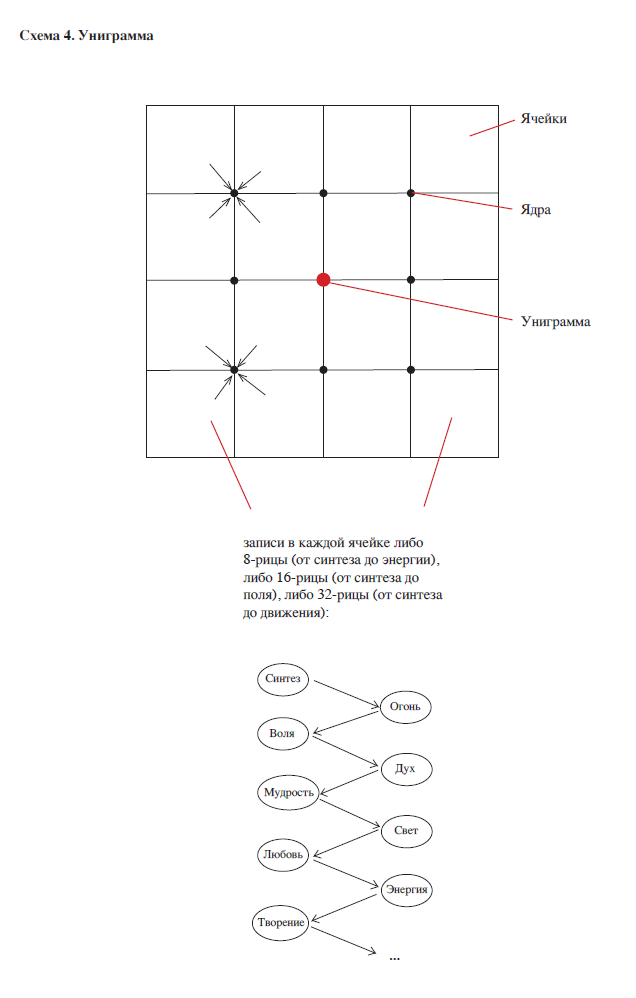 Схема 4. Униграмма
Ячейки
Ядра
Униграмма
записи в каждой ячейке либо
8-рицы (от синтеза до энергии),
либо 16-рицы (от синтеза до
поля), либо 32-рицы (от синтеза
до движения):
Синтез
Огонь
Воля
Дух
Мудрость
Свет
Любовь
Энергия
Творение
...